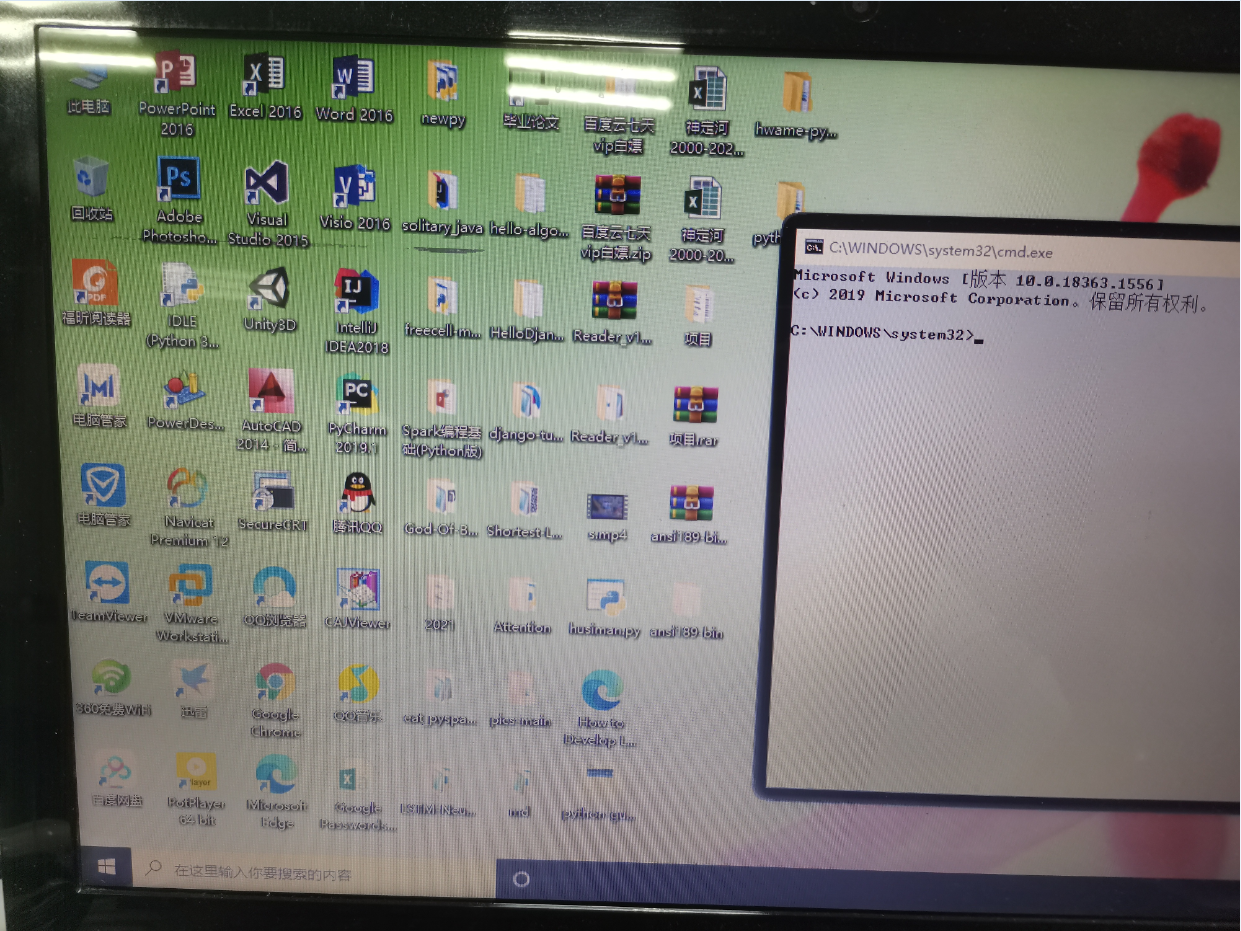 此电脑
PowerPoint
2016
Excel 2016
Word 2016
newpy
毕业论文
百度云七天
vip白嫖
神定河
2000-202...
hwame-py...
回收站
Adobe
Photosho...
Visual
Studio 2015
Visio 2016
solitary_java
hello-algo...
百度云七天
vip白嫖.zip
神定河
2000-20...
pyth
福昕阅读器
IDLE
(Python 3...
Unity3D
IntelliJ
IDEA2018
freecell-m...
HelloDjan...
Reader_v1...
项目
电脑管家
PowerDes...
AutoCAD
2014 - 简...
PyCharm
2019.1
Spark编程基
础(Python版)
django-tu...
Reader_v1...
项目.rar
电脑管家
Navicat
Premium 12
SecureCRT
腾讯QQ
God-Of-B...
Shortest-L...
simp4
ansi189-bi...
TeamViewer
VMware
Workstati...
QQ浏览器
CAJViewer
2021
Attention
husiman.py
ansi189-bin
360免费WiFi
迅雷
Google
Chrome
QQ音乐
eat_pyspa...
pics-main
How to
Develop L...
百度网盘
PotPlayer
64 bit
Microsoft
Edge
Google
Passwords...
LSTM-Neu...
md
python-gu...
在这里输入你要搜索的内容
C:\WINDOWS\system32\cmd.exe
Microsoft Windows [版本 10.0.18363.1556]
(c) 2019 Microsoft Corporation。保留所有权利。
C:\WINDOWS\system32>